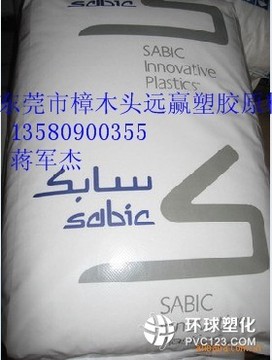 sabic
SABIC
Innovative
Plastics
东莞市樟木头远赢塑胶原
13580900355
蒋军杰
سابك
sabic
SABIC
环球塑化
PVC123.COM